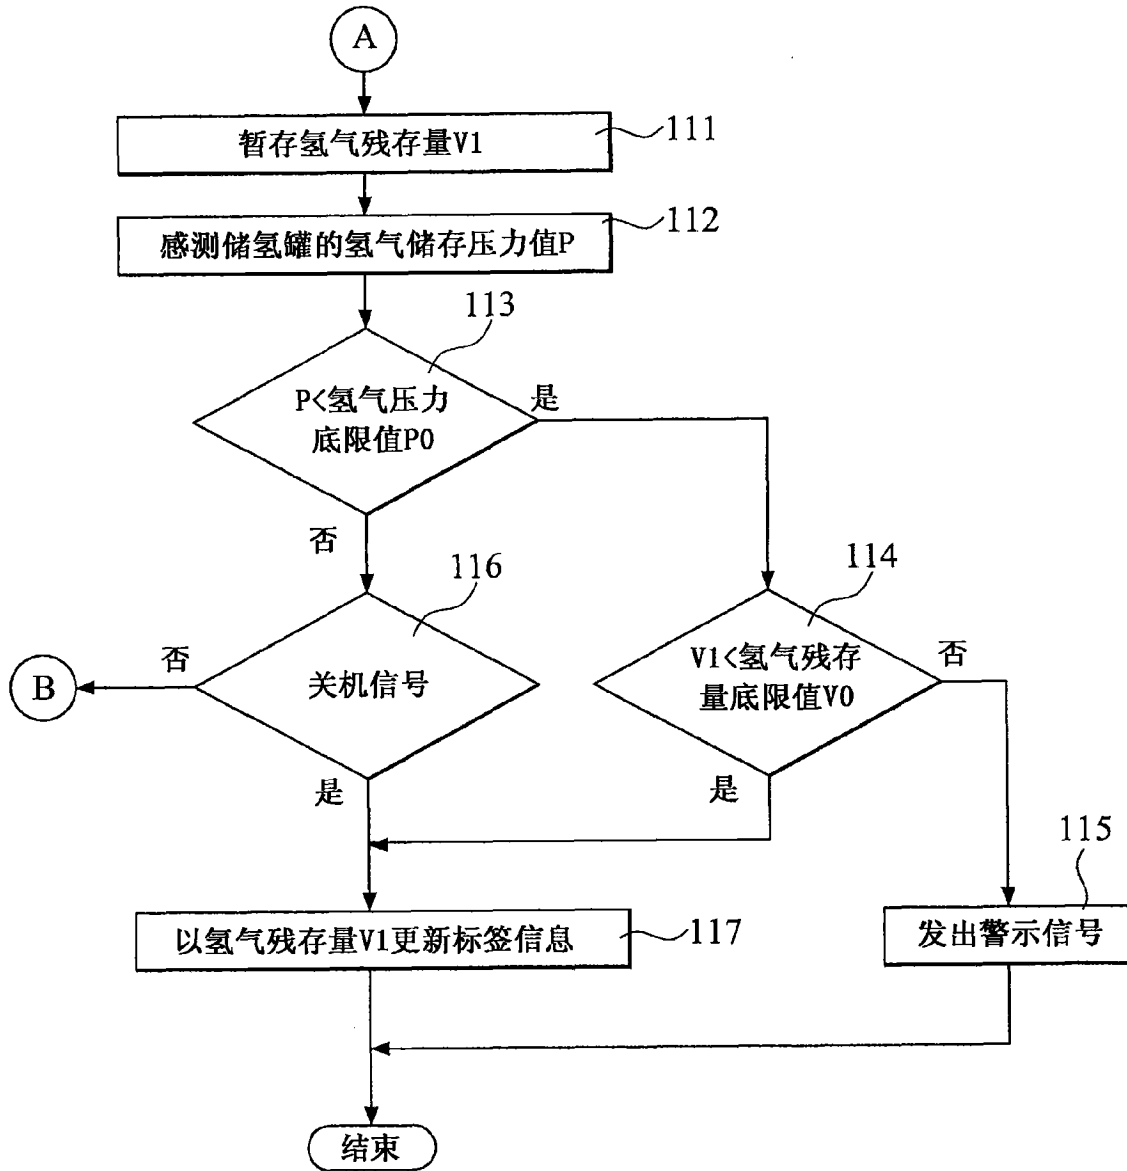 A
暂存氢气残存量V1
111
感测储氢罐的氢气储存压力值P
112
113
P<氢气压力
底限值P0
是
否
116
114
关机信号
否
B
V1<氢气残存
量底限值V0
否
是
是
115
以氢气残存量V1更新标签信息
117
发出警示信号
结束